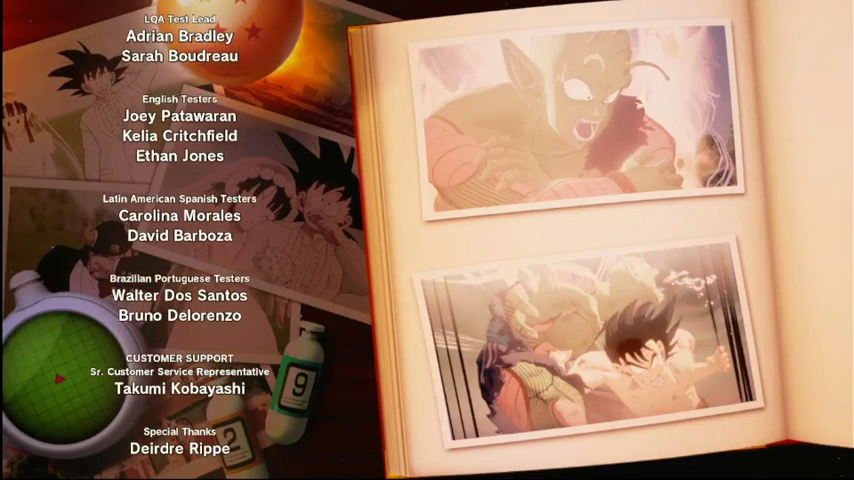 LQA Test Lead
Adrian Bradley
Sarah Boudreau
English Testers
Joey Patawaran
Kelia Critchfield
Ethan Jones
Latin American Spanish Testers
Carolina Morales
David Barboza
Brazilian Portuguese Testers
Walter Dos Santos
Bruno Delorenzo
CUSTOMER SUPPORT
Sr. Customer Service Representative
Takumi Kobayashi
Special Thanks
Deirdre Rippe
9
2